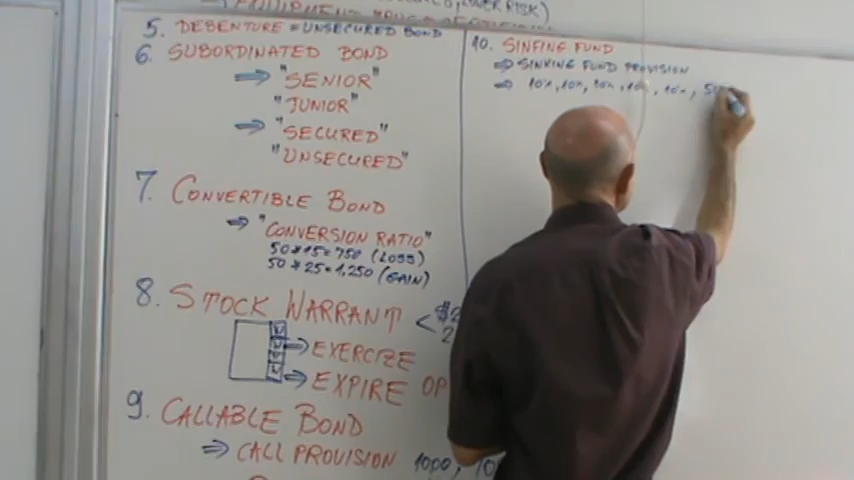 5. DEBENTURE = UNSECURED BOND
6. SUBORDINATED BOND
⇒ "SENIOR"
"JUNIOR"
⇒ "SECURED"
"UNSECURED"
7. CONVERTIBLE BOND
⇒ "CONVERSION RATIO"
50*15=750 (LOSS)
50*25=1,250 (GAIN)
8. STOCK WARRANT <
⇒ EXERCIZE
⇒ EXPIRE
9. CALLABLE BOND
⇒ CALL PROVISION 1000,
10. SINFING FUND
⇒ SINKING FUND PROVISION
⇒ 10%, 10%, 10%, 10%, 10%,